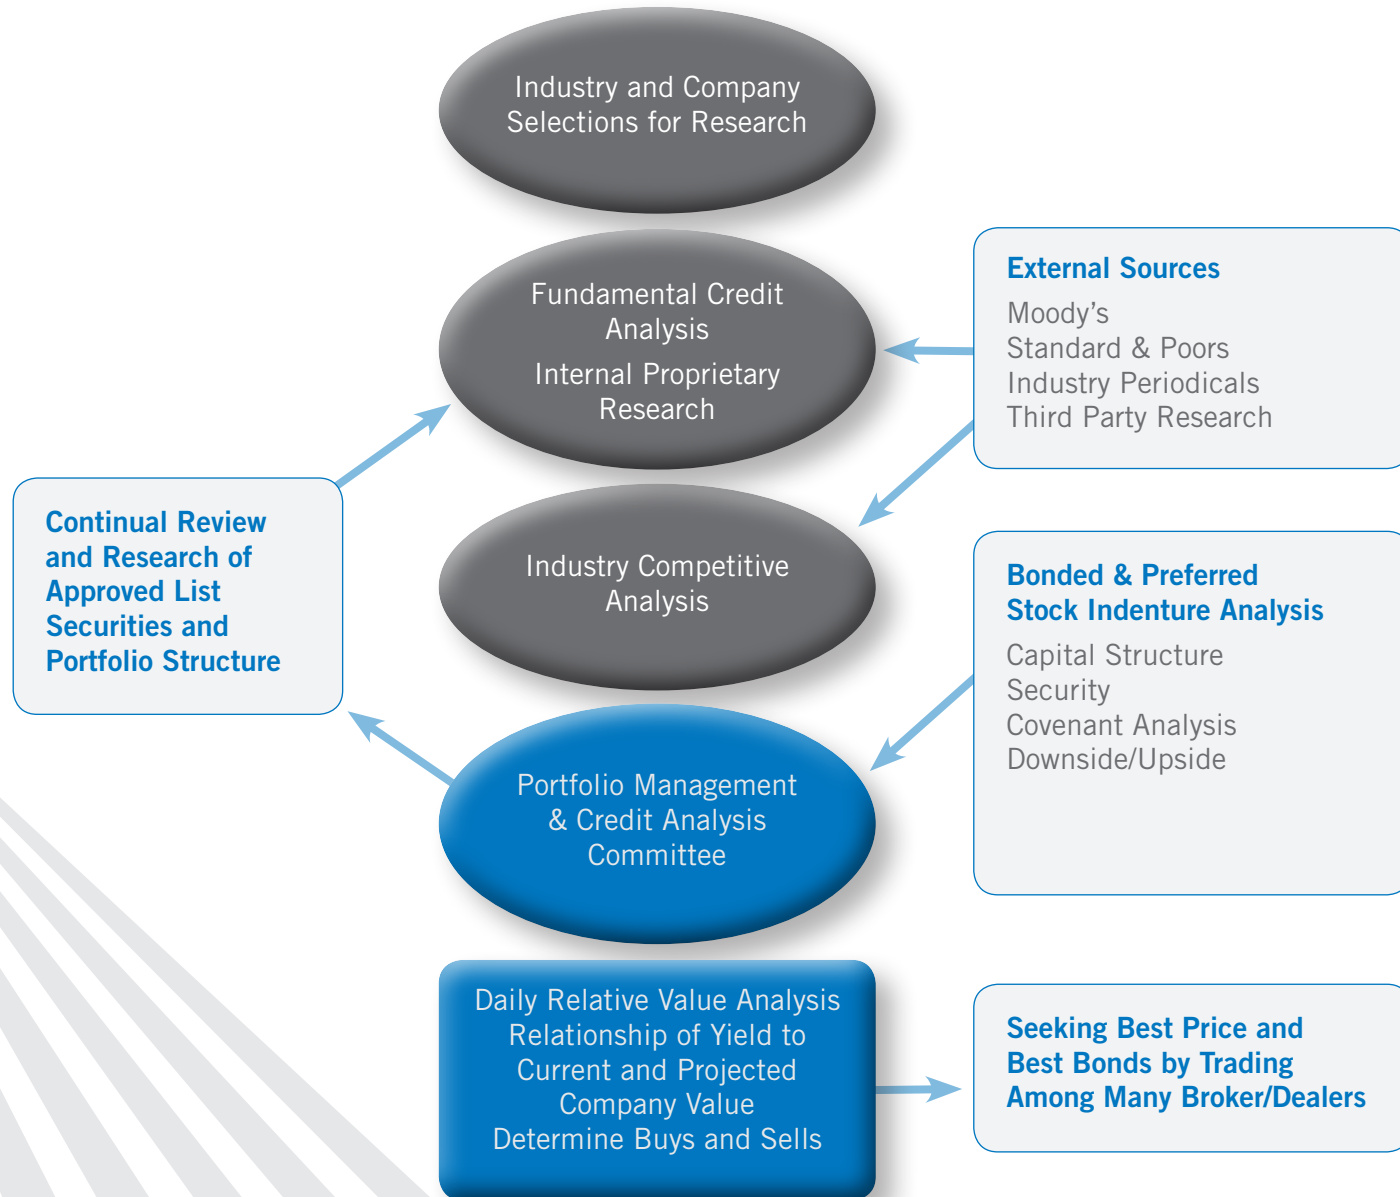 Industry and Company
Selections for Research
Fundamental Credit
Analysis
Internal Proprietary
Research
External Sources
Moody's
Standard & Poors
Industry Periodicals
Third Party Research
Continual Review
and Research of
Approved List
Securities and
Portfolio Structure
Industry Competitive
Analysis
Bonded & Preferred
Stock Indenture Analysis
Capital Structure
Security
Covenant Analysis
Downside/Upside
Portfolio Management
& Credit Analysis
Committee
Daily Relative Value Analysis
Relationship of Yield to
Current and Projected
Company Value
Determine Buys and Sells
Seeking Best Price and
Best Bonds by Trading
Among Many Broker/Dealers